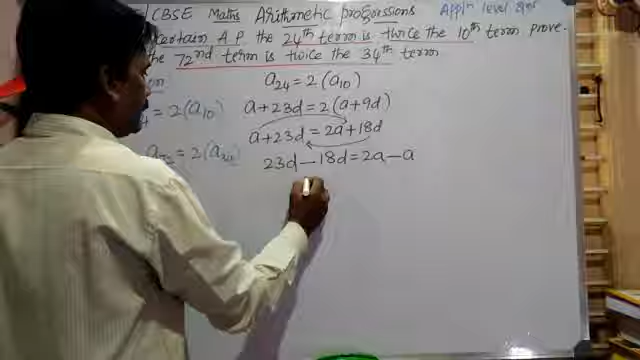 CBSE Maths Arithmetic progressions Appln level
certain A.P. the 24th term is twice the 10th term prove
the 72nd term is twice the 34th term
a24 = 2(a10)
= 2(a10) a+23d = 2(a+9d)
a+23d = 2a+18d
= 2(a34) 23d-18d = 2a-a